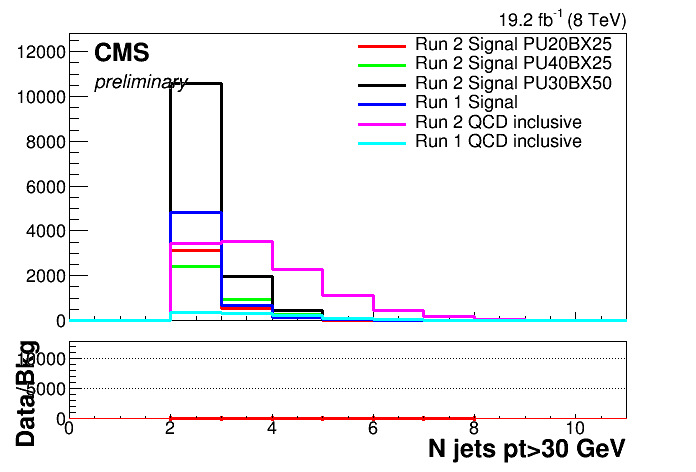 19.2 fb-1 (8 TeV)
CMS
preliminary
Run 2 Signal PU20BX25
Run 2 Signal PU40BX25
Run 2 Signal PU30BX50
Run 1 Signal
Run 2 QCD inclusive
Run 1 QCD inclusive
12000
10000
8000
6000
4000
2000
0
Data/Bkg
5000
0
0 2 4 6 8 10
N jets pt>30 GeV